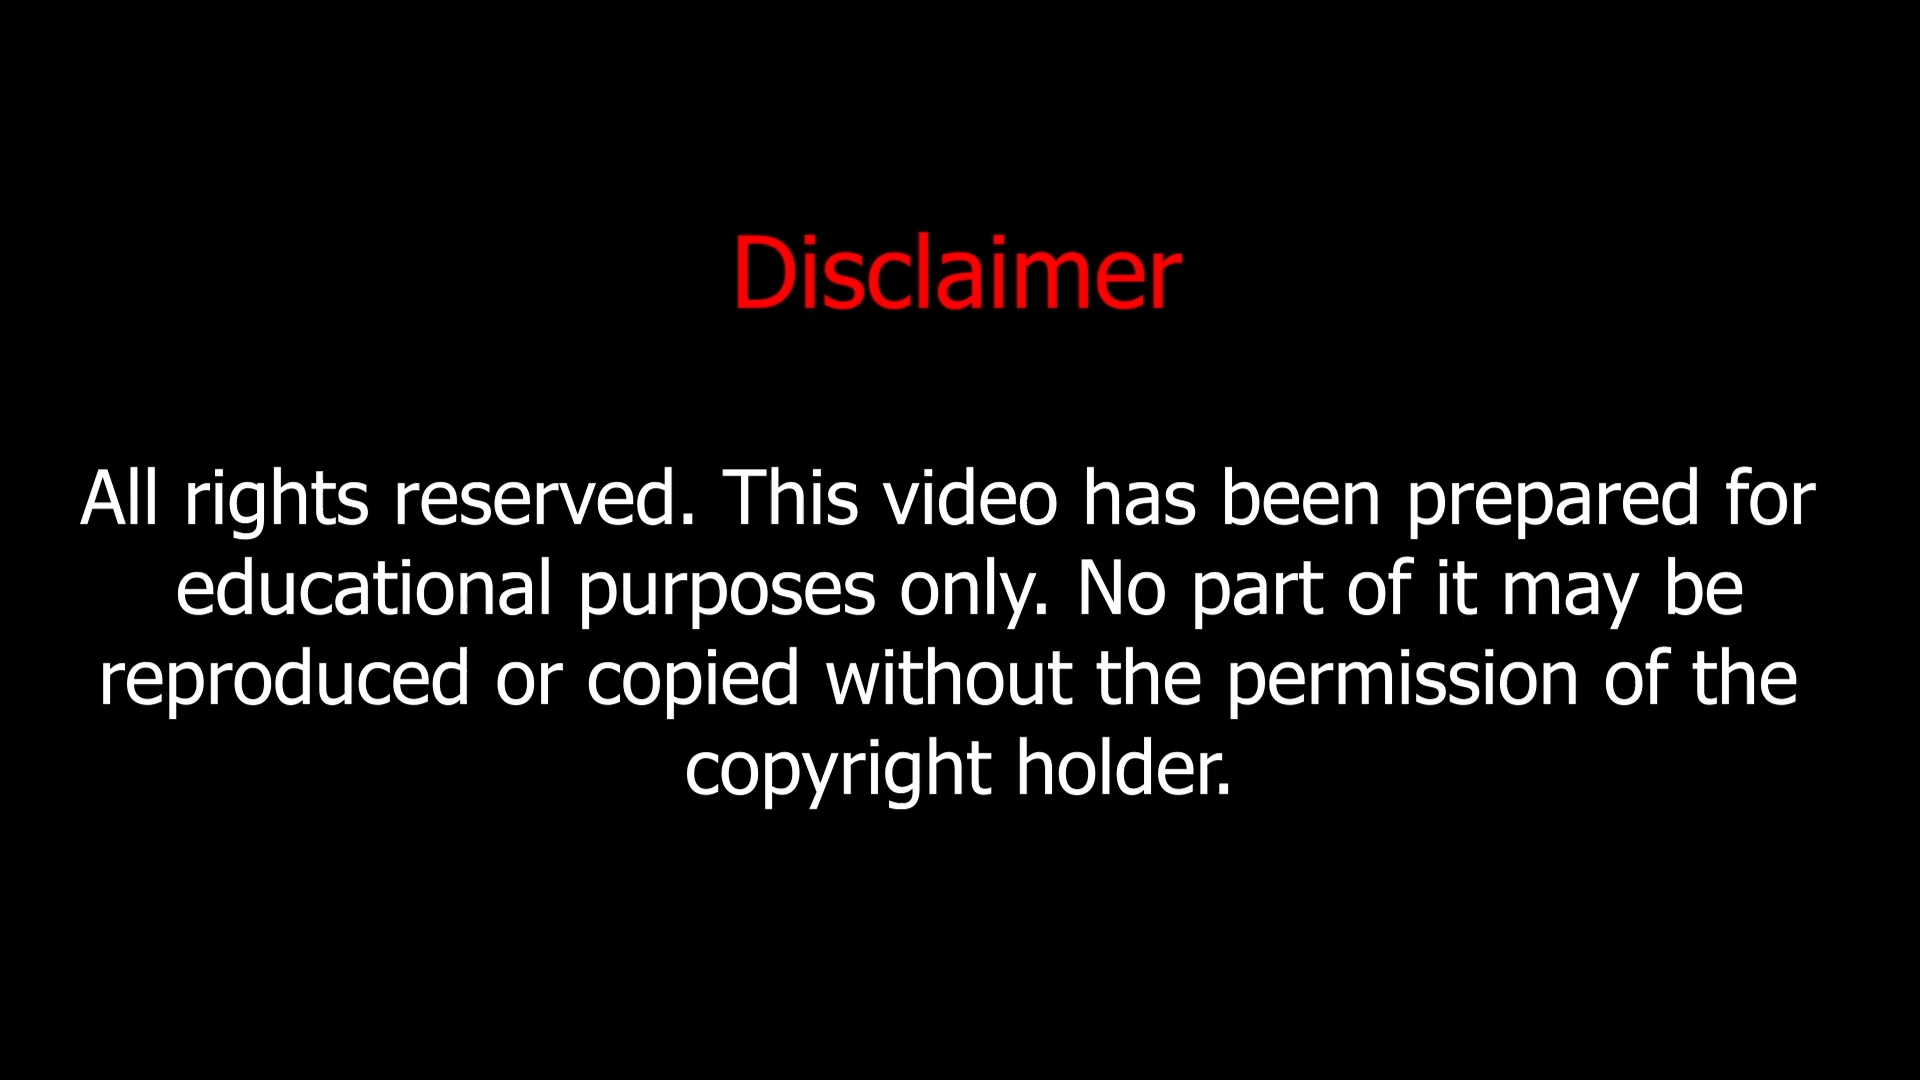 Disclaimer
All rights reserved. This video has been prepared for
educational purposes only. No part of it may be
reproduced or copied without the permission of the
copyright holder.